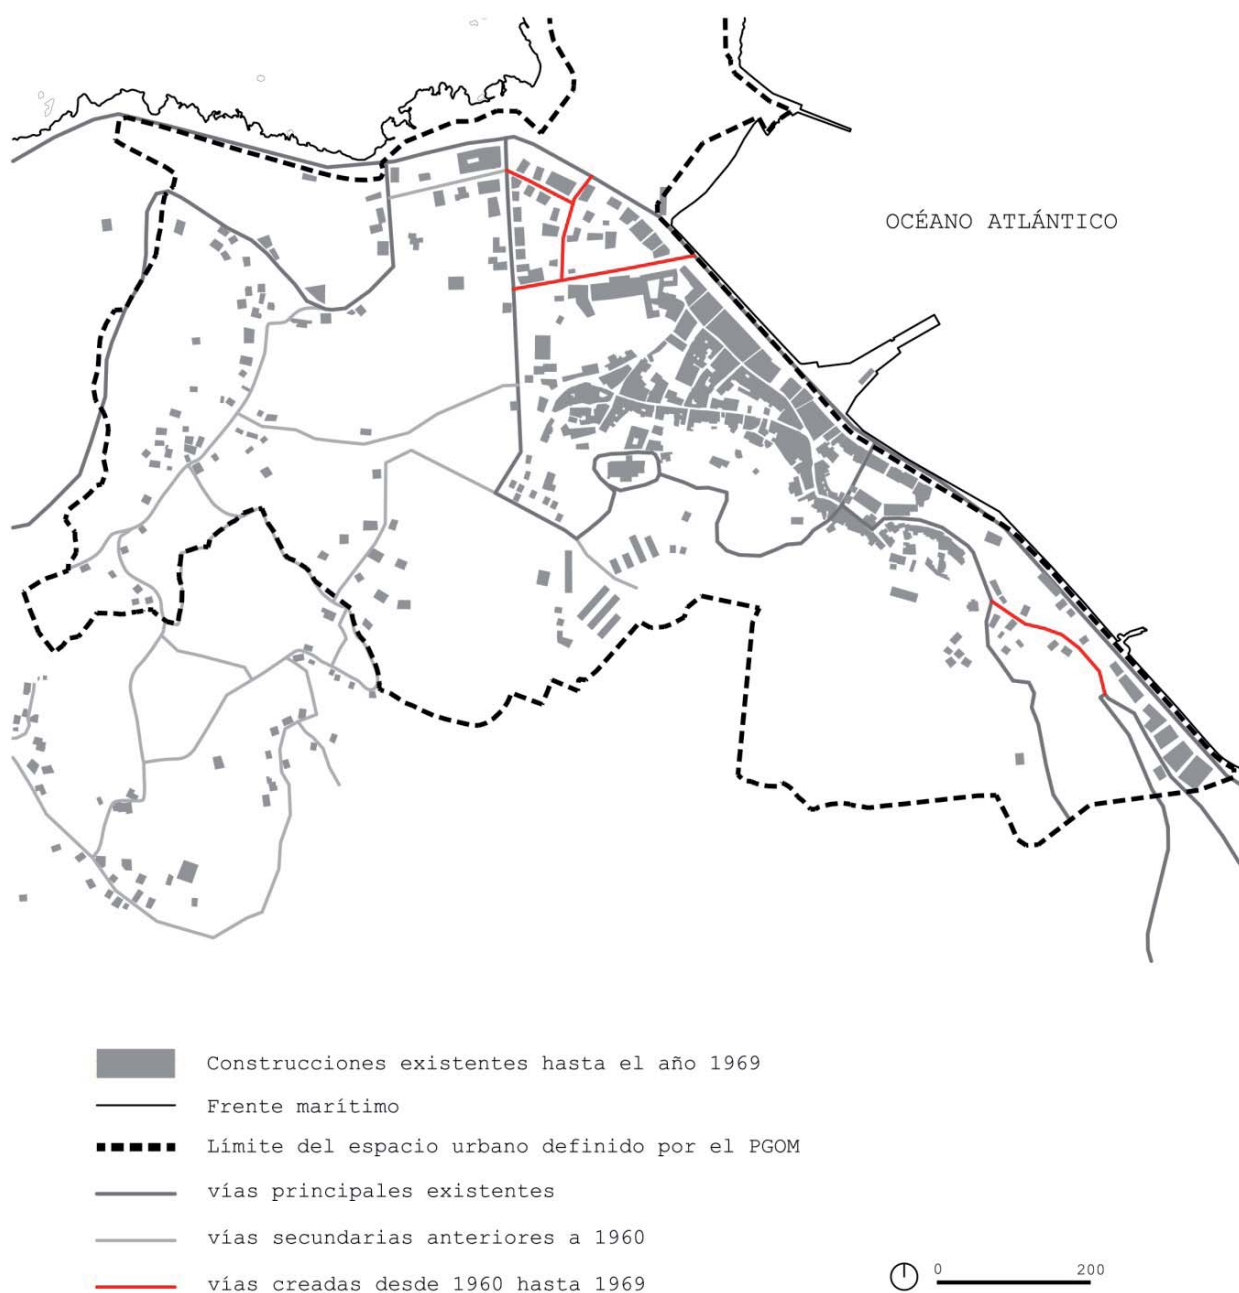 OCÉANO ATLÁNTICO
Construcciones existentes hasta el año 1969
Frente marítimo
Límite del espacio urbano definido por el PGOM
vías principales existentes
vías secundarias anteriores a 1960
vías creadas desde 1960 hasta 1969
0 200